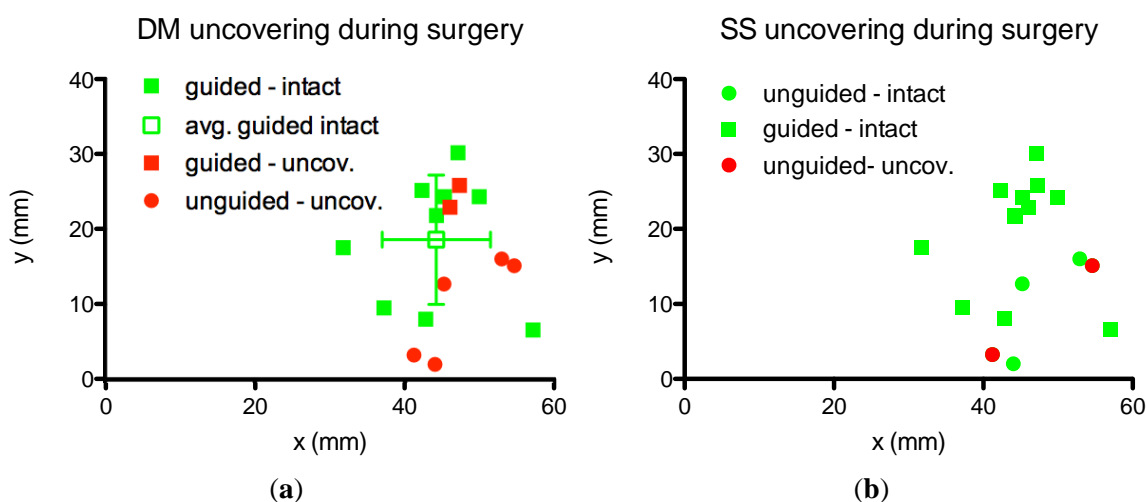 DM uncovering during surgery
40
30
20
10
0
y (mm)
guided - intact
avg. guided intact
guided - uncov.
unguided - uncov.
0 20 40 60
x (mm)
(a)
SS uncovering during surgery
40
30
20
10
0
y (mm)
unguided - intact
guided - intact
unguided- uncov.
0 20 40 60
x (mm)
(b)